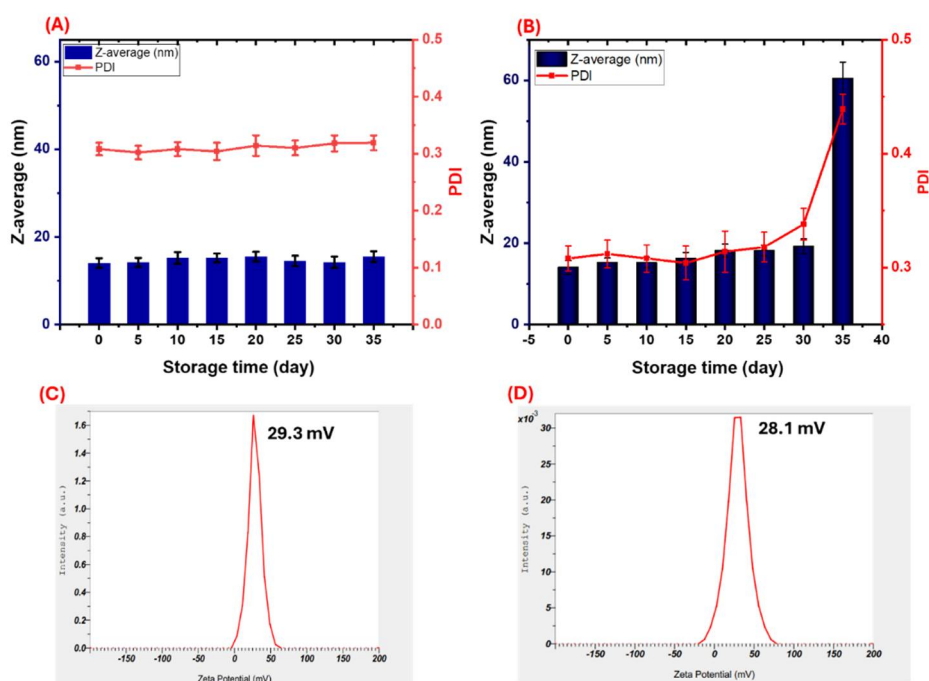 (A)
Z-average (nm)
PDI
60
40
20
0
0.5
0.4
0.3
0.2
0.1
0.0
Z-average (nm)
PDI
0 5 10 15 20 25 30 35
Storage time (day)
(B)
Z-average (nm)
PDI
60
40
20
0
0.5
0.4
0.3
Z-average (nm)
PDI
-5 0 5 10 15 20 25 30 35 40
Storage time (day)
(C)
29.3 mV
1.6
1.4
1.2
1.0
0.8
0.6
0.4
0.2
0.0
Intensity (a.u.)
-150 -100 -50 0 50 100 150 200
Zeta Potential (mV)
(D)
x10⁻³
28.1 mV
30
25
20
15
10
5
0
Intensity (a.u.)
-150 -100 -50 0 50 100 150 200
Zeta Potential (mV)